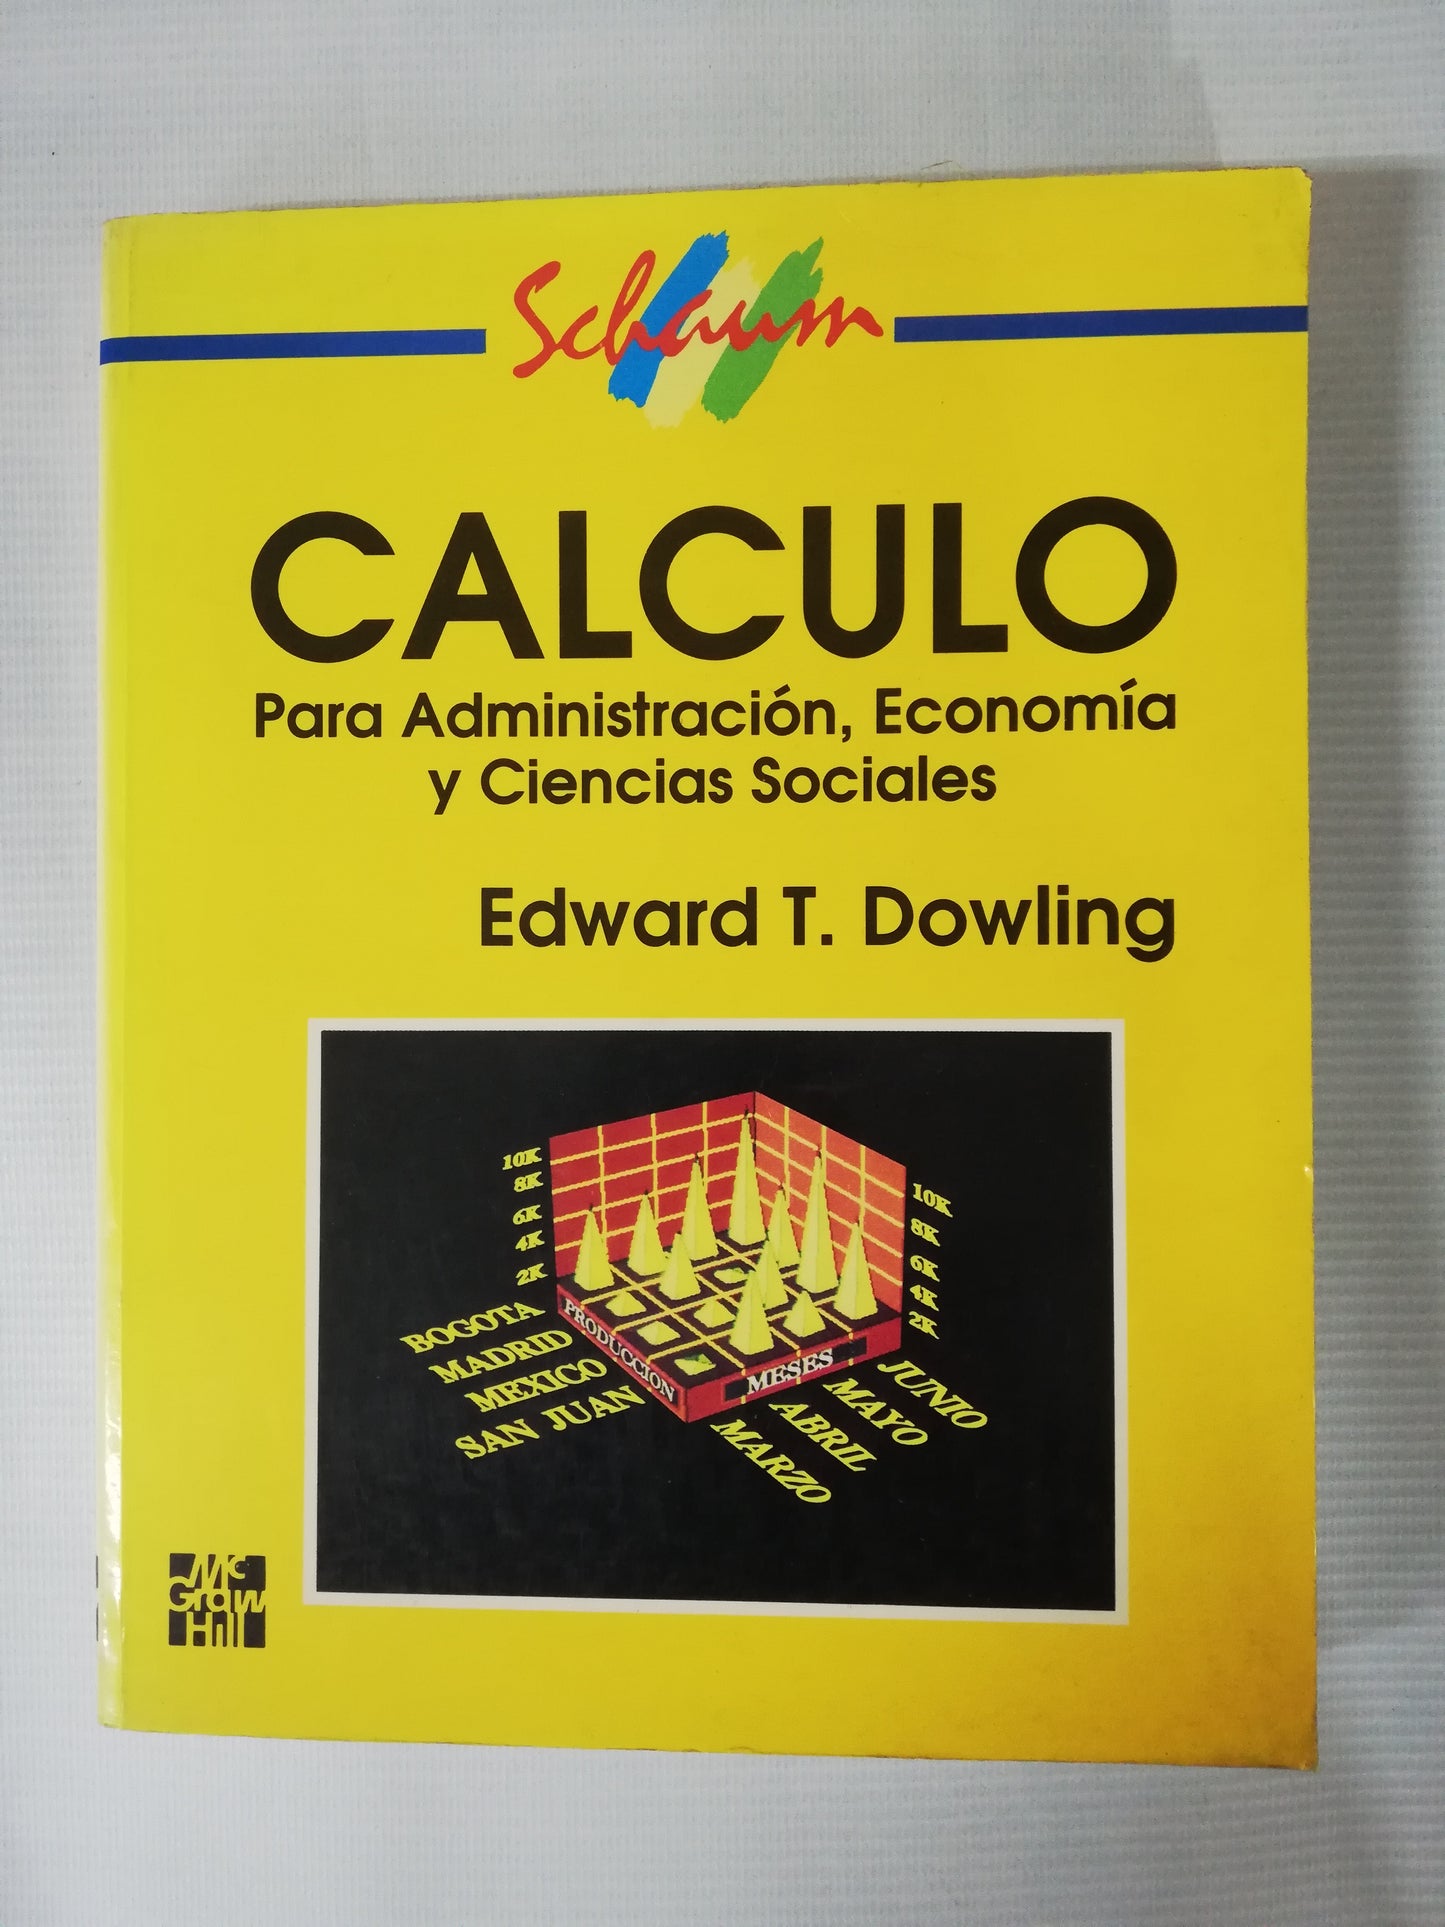 Schaum
CALCULO
Para Administración, Economía
y Ciencias Sociales
Edward T. Dowling
10K
8K
6K
4K
2K
10K
8K
6K
4K
2K
BOGOTA
MADRID
MEXICO
SAN JUAN
PRODUCCION
MESES
JUNIO
MAYO
ABRIL
MARZO
Mc
Graw
Hill